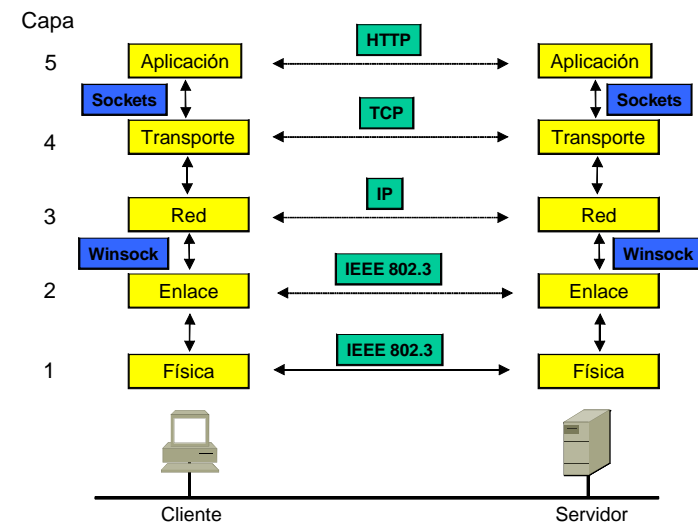 Capa
HTTP
5 Aplicación Aplicación
Sockets Sockets
TCP
4 Transporte Transporte
IP
3 Red Red
Winsock Winsock
IEEE 802.3
2 Enlace Enlace
IEEE 802.3
1 Física Física
Cliente Servidor